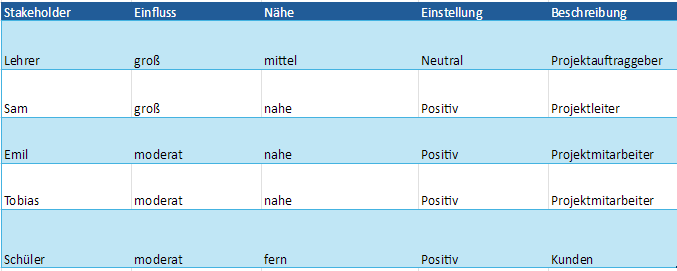 Stakeholder Einfluss Nähe Einstellung Beschreibung
Lehrer groß mittel Neutral Projektauftraggeber
Sam groß nahe Positiv Projektleiter
Emil moderat nahe Positiv Projektmitarbeiter
Tobias moderat nahe Positiv Projektmitarbeiter
Schüler moderat fern Positiv Kunden